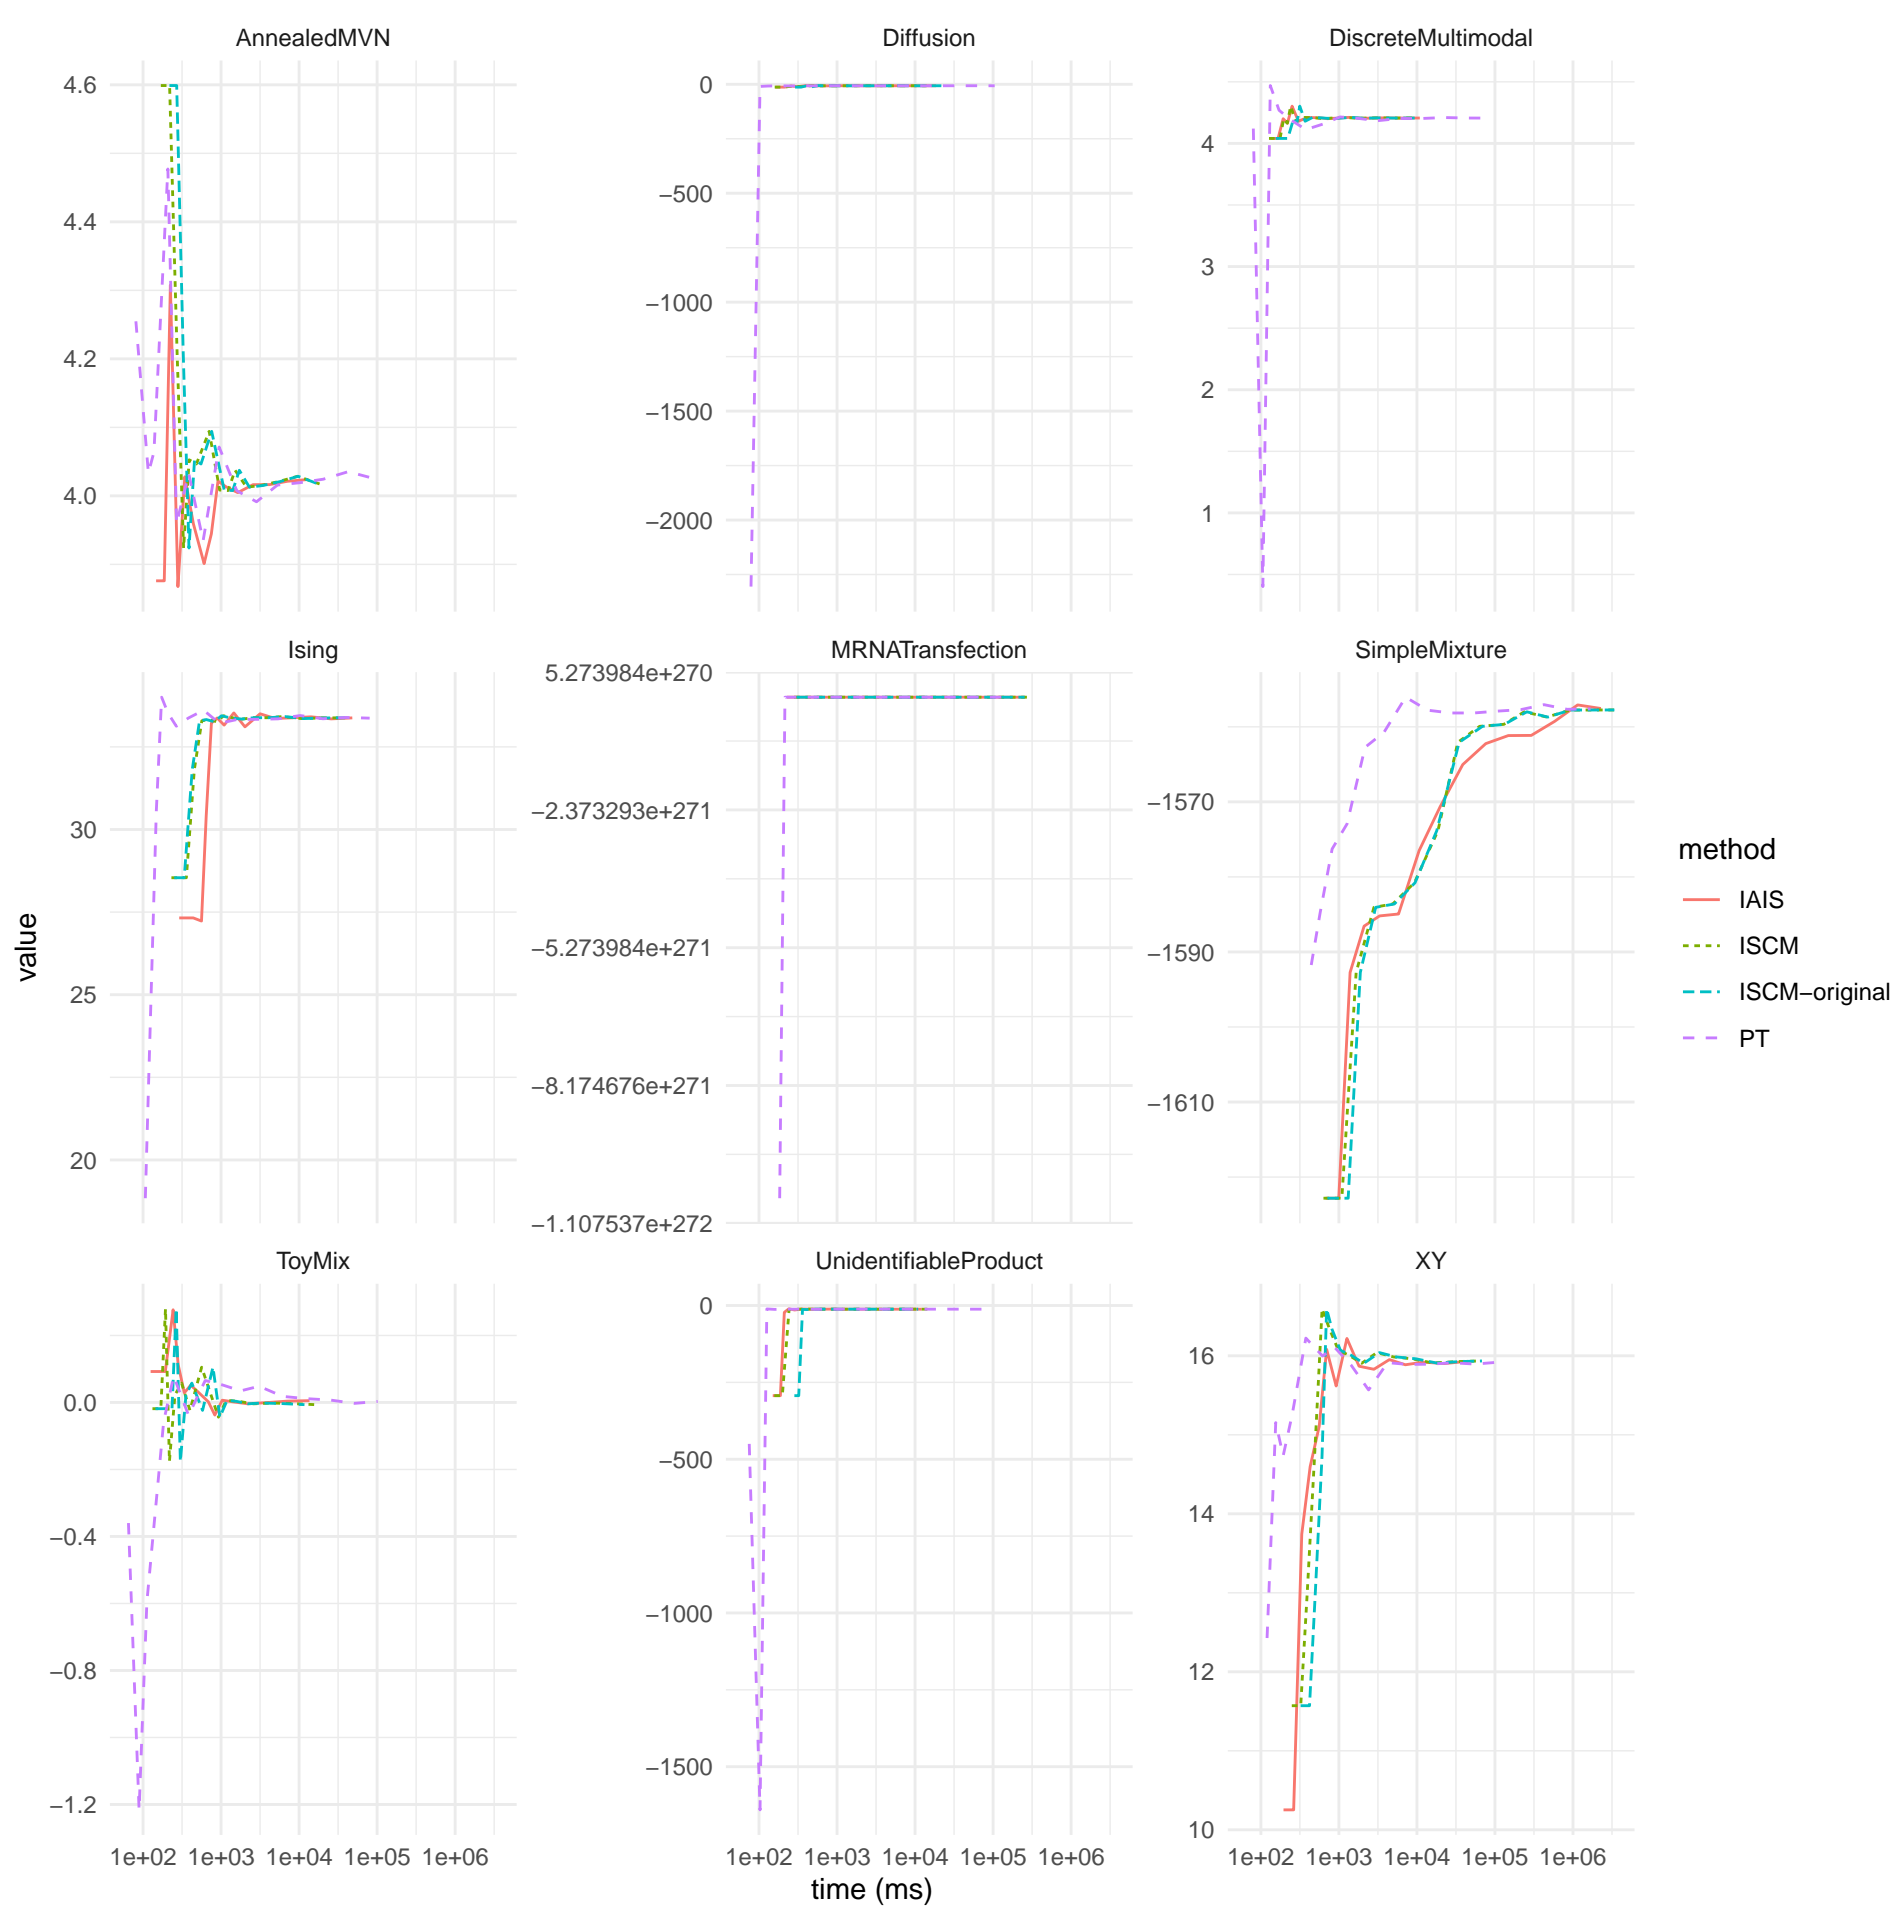 AnnealedMVN
Diffusion
DiscreteMultimodal
4.6
4.4
4.2
4.0
0
−500
−1000
−1500
−2000
4
3
2
1
Ising
MRNATransfection
SimpleMixture
30
25
20
5.273984e+270
−2.373293e+271
−5.273984e+271
−8.174676e+271
−1.107537e+272
−1570
−1590
−1610
ToyMix
UnidentifiableProduct
XY
0.0
−0.4
−0.8
−1.2
0
−500
−1000
−1500
16
14
12
10
1e+02 1e+03 1e+04 1e+05 1e+06
1e+02 1e+03 1e+04 1e+05 1e+06
1e+02 1e+03 1e+04 1e+05 1e+06
time (ms)
value
method
IAIS
ISCM
ISCM−original
PT